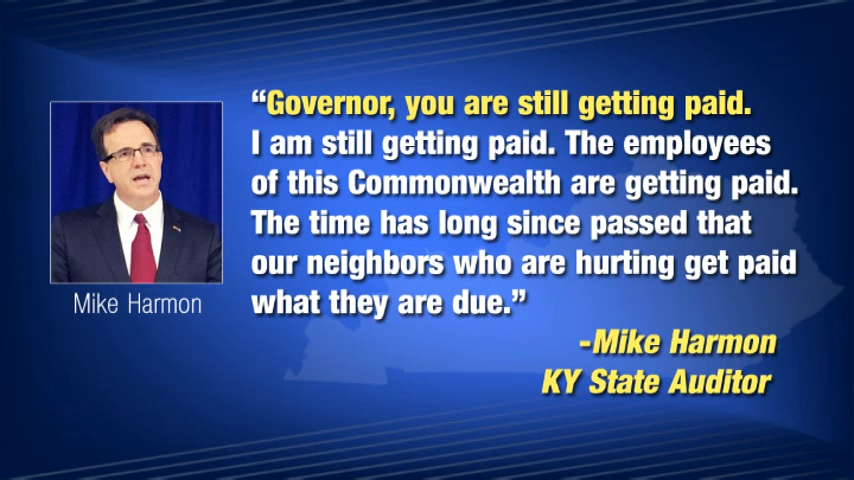 “Governor, you are still getting paid.
I am still getting paid. The employees
of this Commonwealth are getting paid.
The time has long since passed that
our neighbors who are hurting get paid
what they are due.”
Mike Harmon
-Mike Harmon
KY State Auditor